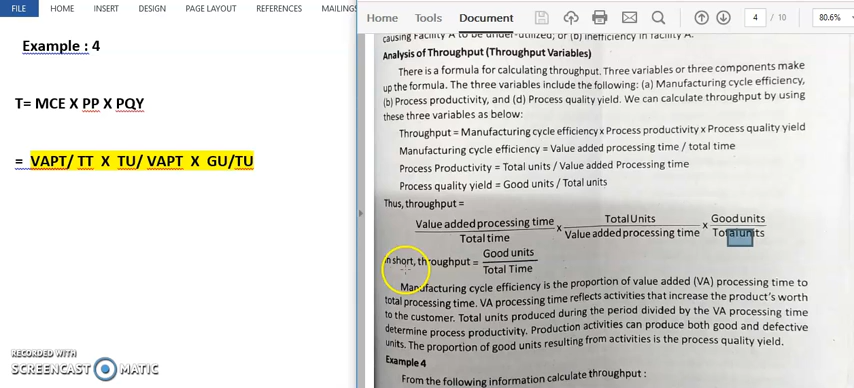 FILE HOME INSERT DESIGN PAGE LAYOUT REFERENCES MAILINGS
Example : 4
T= MCE X PP X PQY
= VAPT/ TT X TU/ VAPT X GU/TU
RECORDED WITH
SCREENCAST MATIC
Home Tools Document 4 / 10 80.6%
causing Facility A to be under-utilized; or (b) inefficiency in facility A.
Analysis of Throughput (Throughput Variables)
There is a formula for calculating throughput. Three variables or three components make
up the formula. The three variables include the following: (a) Manufacturing cycle efficiency,
(b) Process productivity, and (d) Process quality yield. We can calculate throughput by using
these three variables as below:
Throughput = Manufacturing cycle efficiency x Process productivity x Process quality yield
Manufacturing cycle efficiency = Value added processing time / total time
Process Productivity = Total units / Value added Processing time
Process quality yield = Good units / Total units
Thus, throughput =
Value added processing time x Total Units x Good units
Total time Value added processing time Total units
In short, throughput = Good units
Total Time
Manufacturing cycle efficiency is the proportion of value added (VA) processing time to
total processing time. VA processing time reflects activities that increase the product's worth
to the customer. Total units produced during the period divided by the VA processing time
determine process productivity. Production activities can produce both good and defective
units. The proportion of good units resulting from activities is the process quality yield.
Example 4
From the following information calculate throughput :